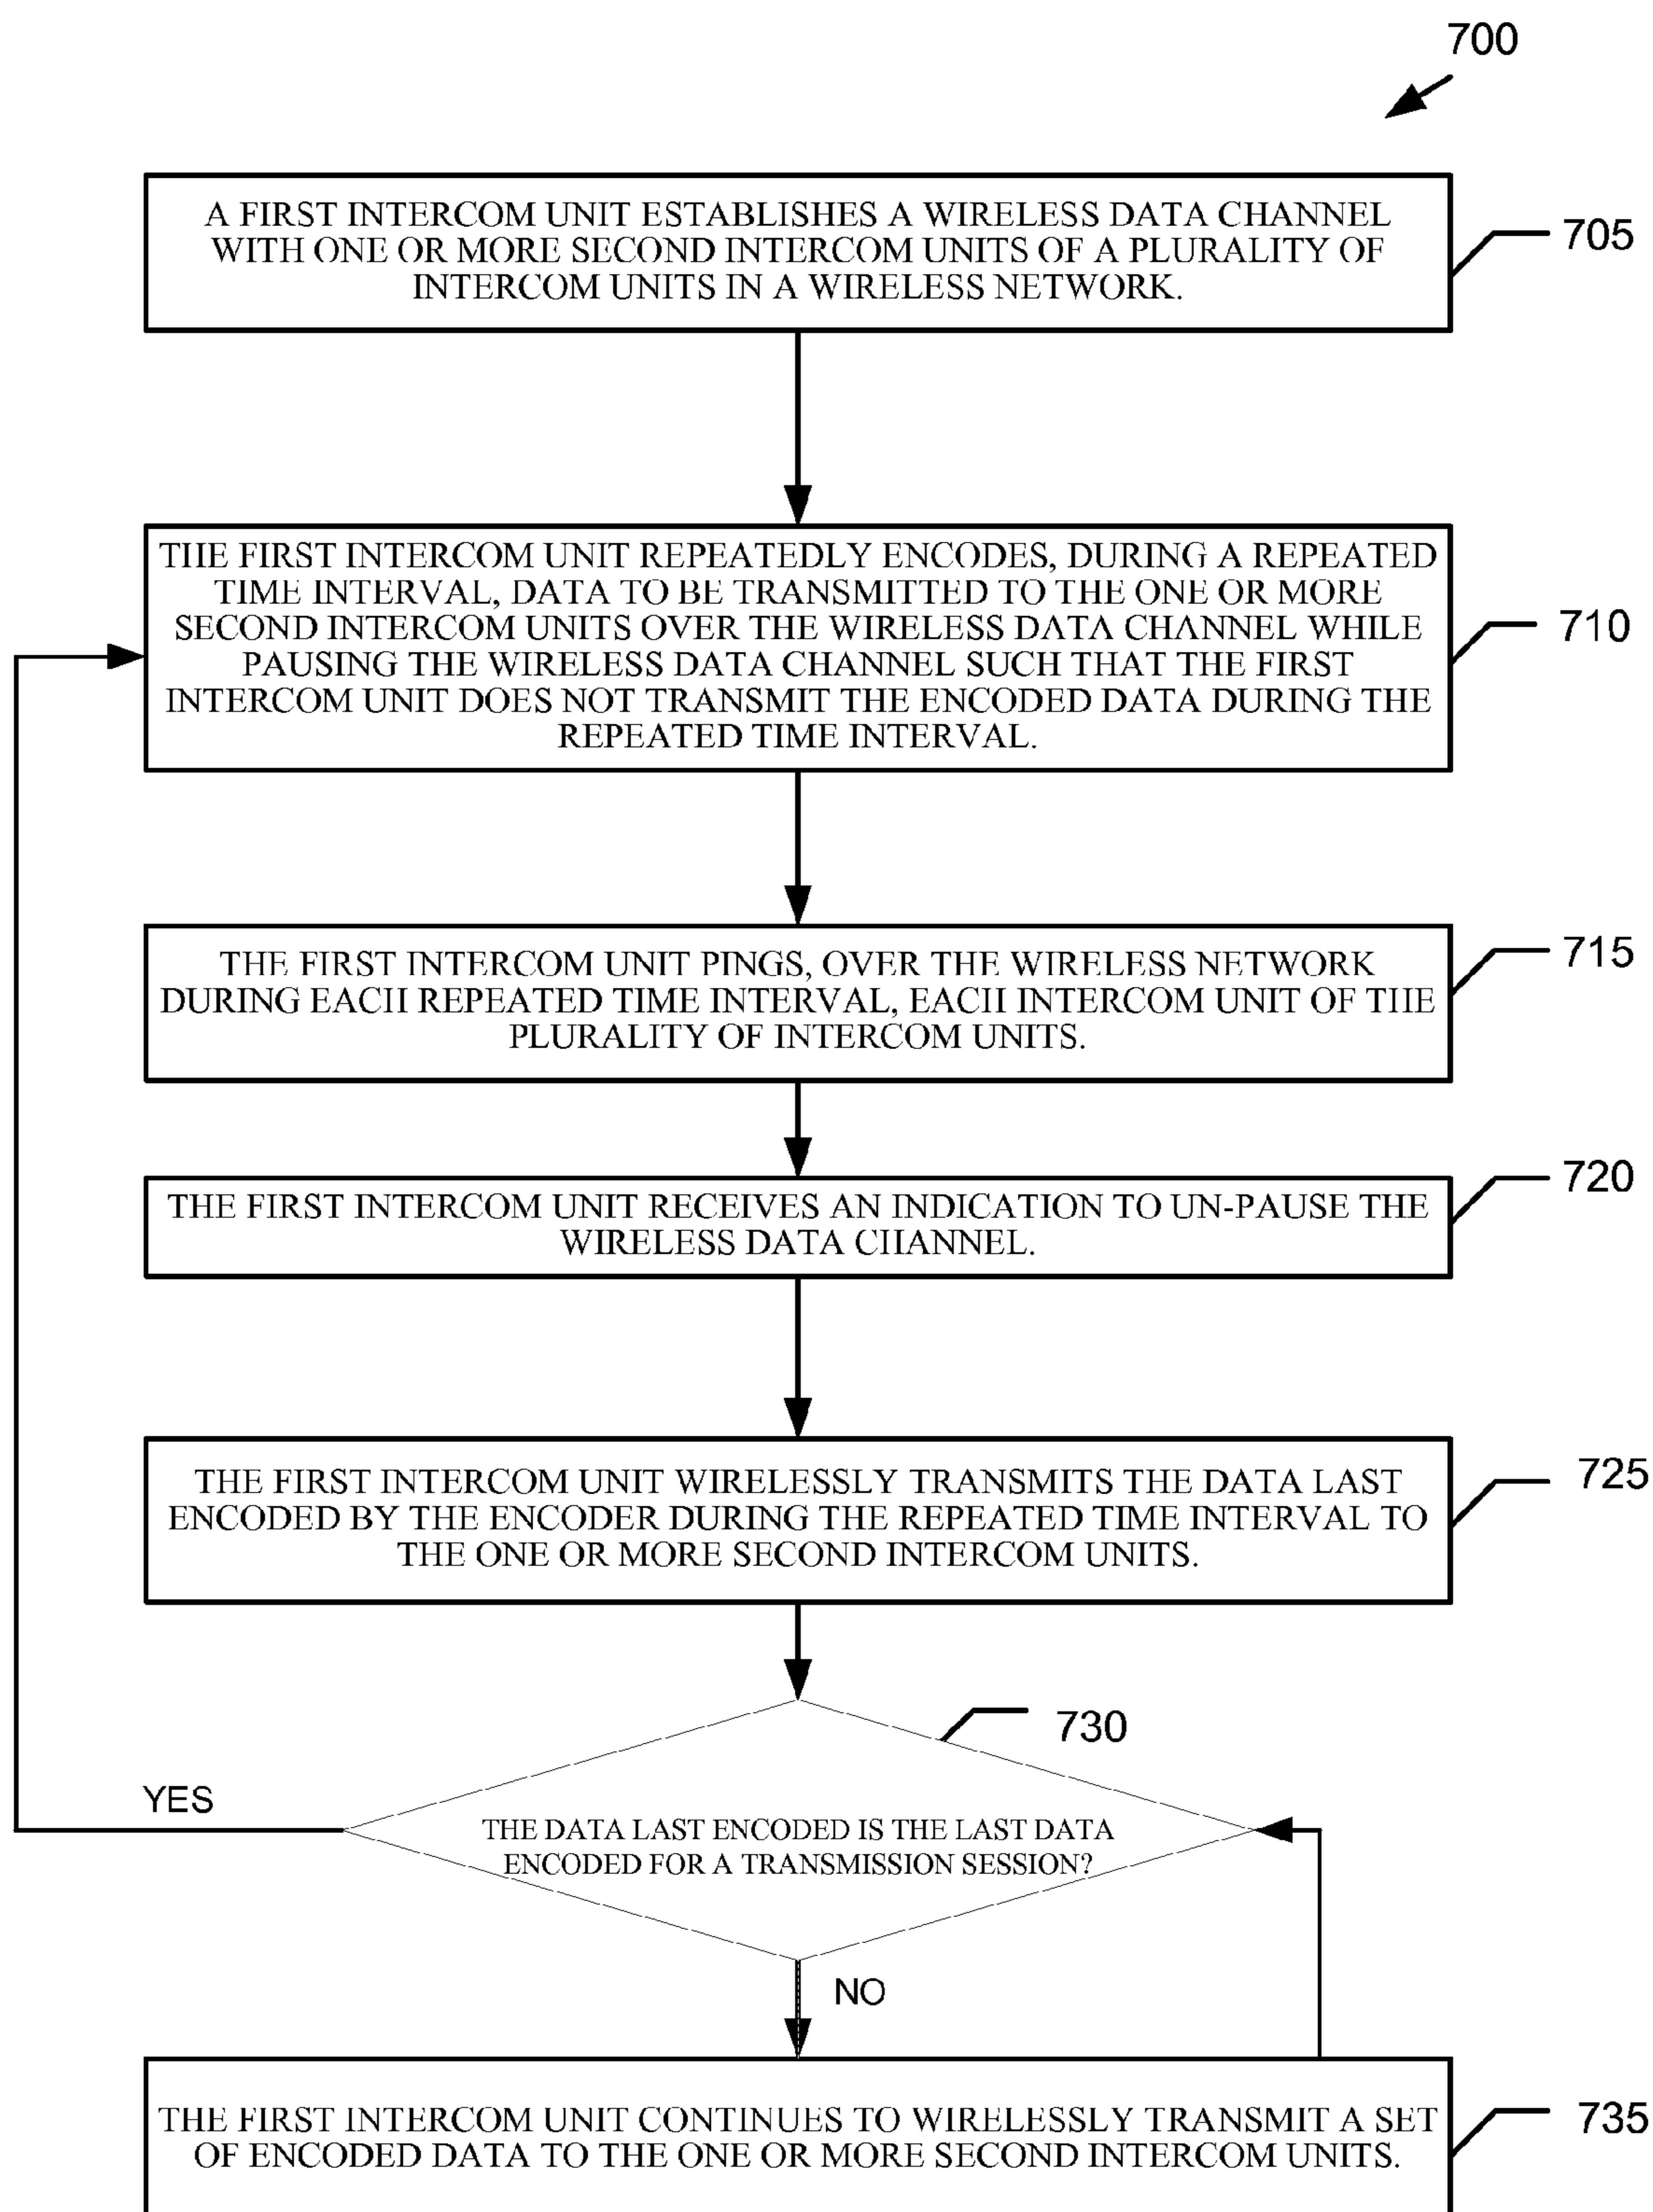 700
A FIRST INTERCOM UNIT ESTABLISHES A WIRELESS DATA CHANNEL
WITH ONE OR MORE SECOND INTERCOM UNITS OF A PLURALITY OF
INTERCOM UNITS IN A WIRELESS NETWORK.
705
THE FIRST INTERCOM UNIT REPEATEDLY ENCODES, DURING A REPEATED
TIME INTERVAL, DATA TO BE TRANSMITTED TO THE ONE OR MORE
SECOND INTERCOM UNITS OVER THE WIRELESS DATA CHANNEL WHILE
PAUSING THE WIRELESS DATA CHANNEL SUCH THAT THE FIRST
INTERCOM UNIT DOES NOT TRANSMIT THE ENCODED DATA DURING THE
REPEATED TIME INTERVAL.
710
THE FIRST INTERCOM UNIT PINGS, OVER THE WIRELESS NETWORK
DURING EACH REPEATED TIME INTERVAL, EACH INTERCOM UNIT OF THE
PLURALITY OF INTERCOM UNITS.
715
THE FIRST INTERCOM UNIT RECEIVES AN INDICATION TO UN-PAUSE THE
WIRELESS DATA CHANNEL.
720
THE FIRST INTERCOM UNIT WIRELESSLY TRANSMITS THE DATA LAST
ENCODED BY THE ENCODER DURING THE REPEATED TIME INTERVAL TO
THE ONE OR MORE SECOND INTERCOM UNITS.
725
730
YES
THE DATA LAST ENCODED IS THE LAST DATA
ENCODED FOR A TRANSMISSION SESSION?
NO
THE FIRST INTERCOM UNIT CONTINUES TO WIRELESSLY TRANSMIT A SET
OF ENCODED DATA TO THE ONE OR MORE SECOND INTERCOM UNITS.
735